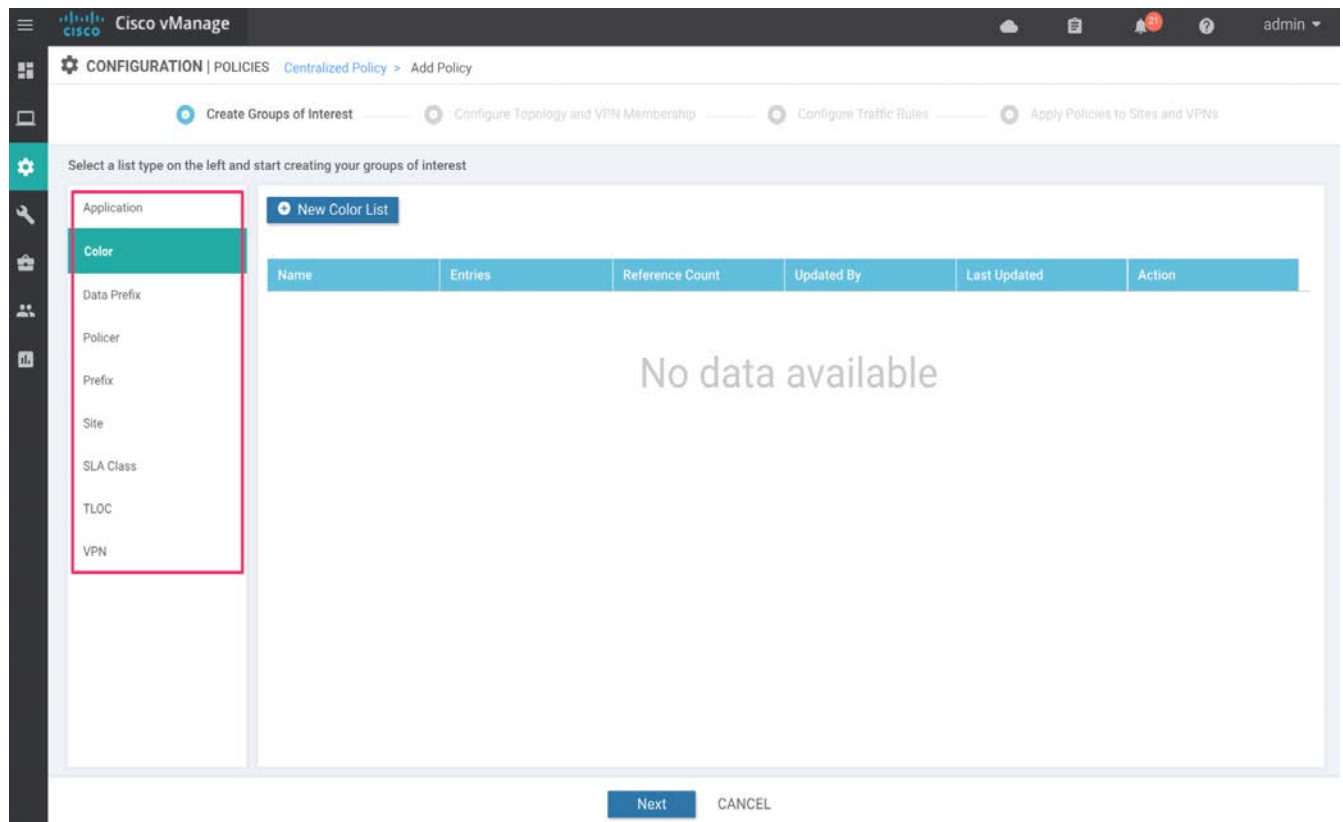 cisco Cisco vManage 21 admin
CONFIGURATION | POLICIES Centralized Policy > Add Policy
Create Groups of Interest Configure Topology and VPN Membership Configure Traffic Rules Apply Policies to Sites and VPNs
Select a list type on the left and start creating your groups of interest
Application
Color
Data Prefix
Policer
Prefix
Site
SLA Class
TLOC
VPN
New Color List
Name Entries Reference Count Updated By Last Updated Action
No data available
Next CANCEL